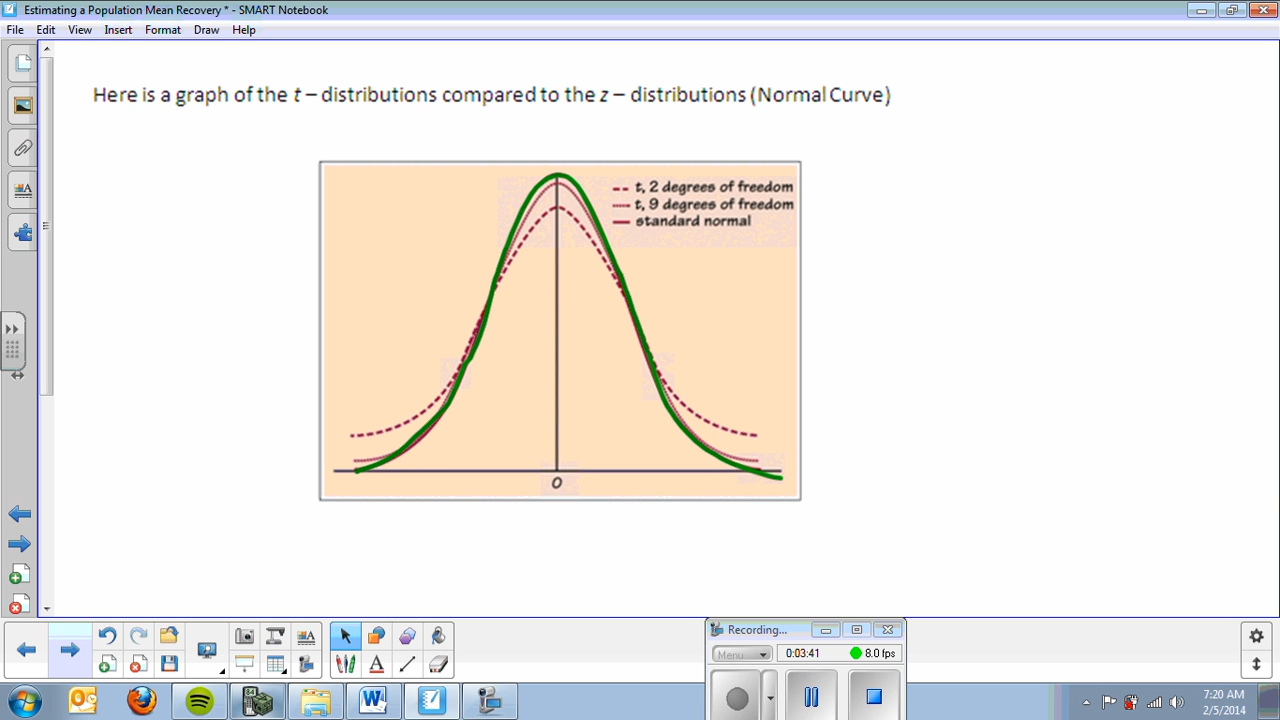 Estimating a Population Mean Recovery * - SMART Notebook
File Edit View Insert Format Draw Help
Here is a graph of the t – distributions compared to the z – distributions (Normal Curve)
t, 2 degrees of freedom
t, 9 degrees of freedom
standard normal
0
Recording...
Menu
0:03:41
8.0 fps
7:20 AM
2/5/2014